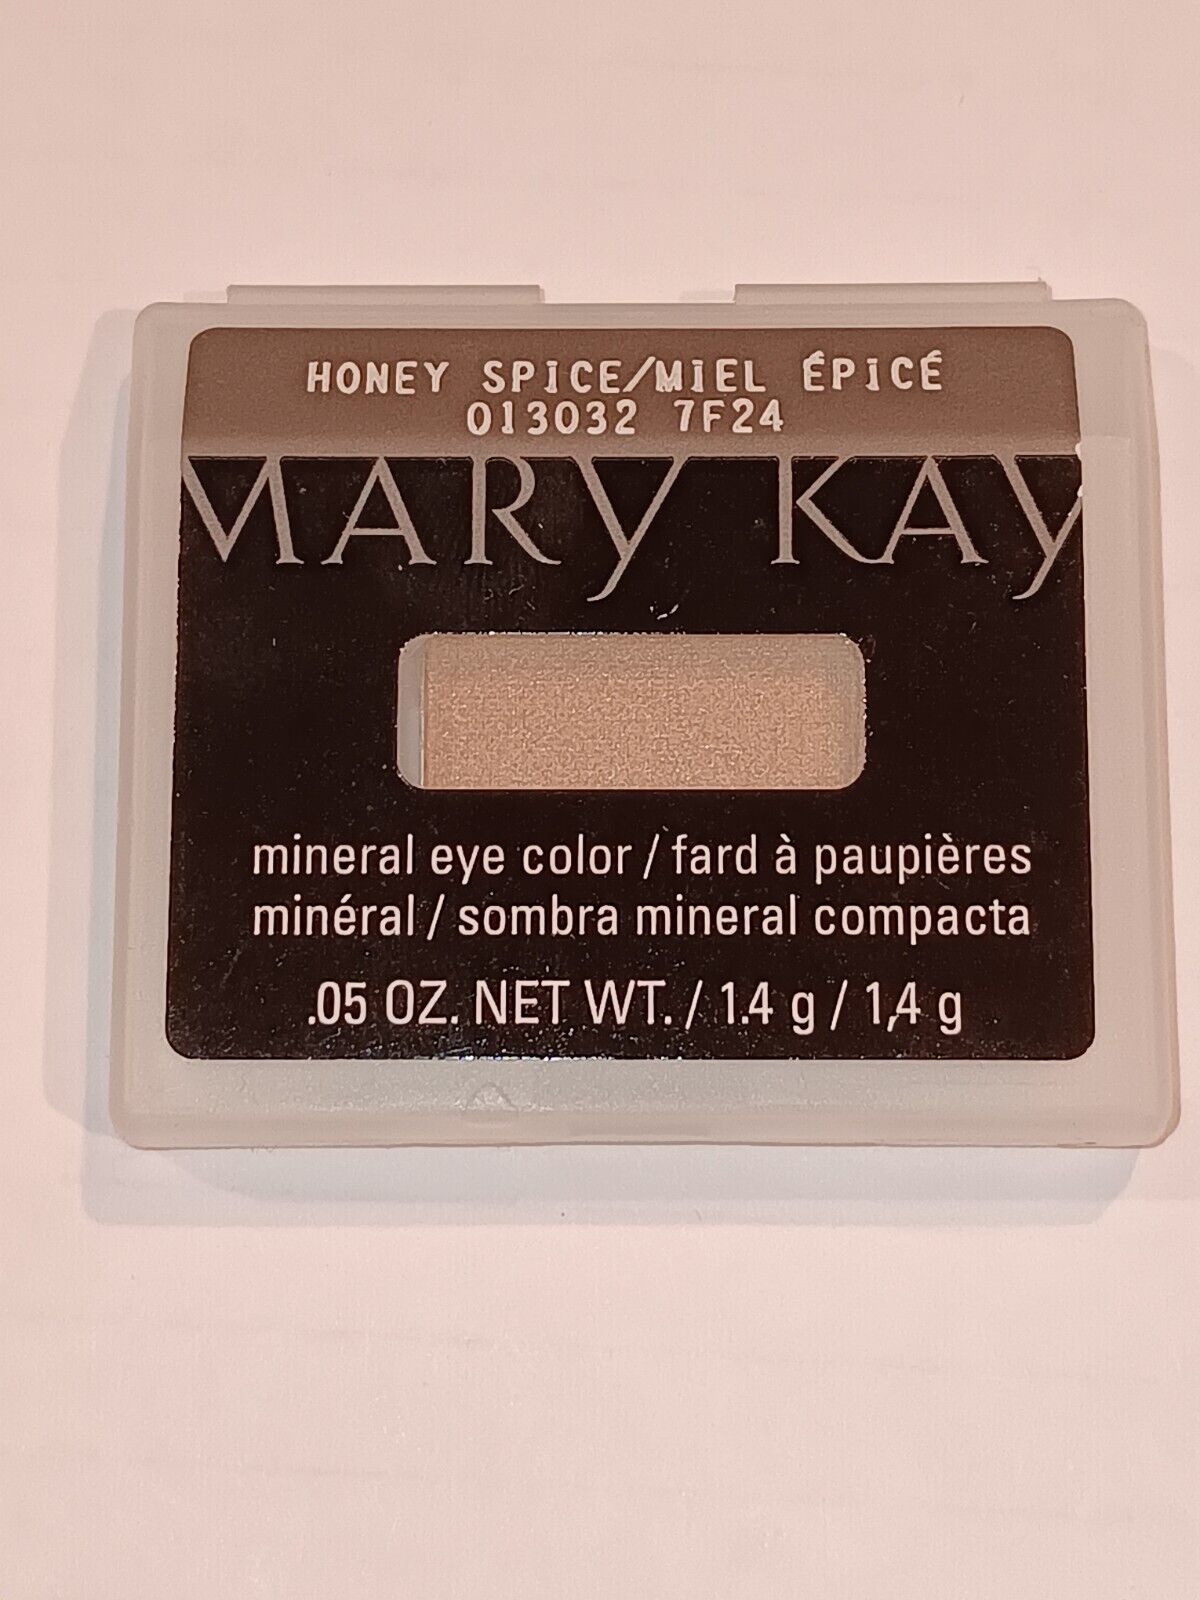 HONEY SPICE/MIEL ÉPICÉ
013032 7F24
MARY KAY
mineral eye color / fard à paupières
minéral / sombra mineral compacta
.05 OZ. NET WT. / 1.4 g / 1,4 g